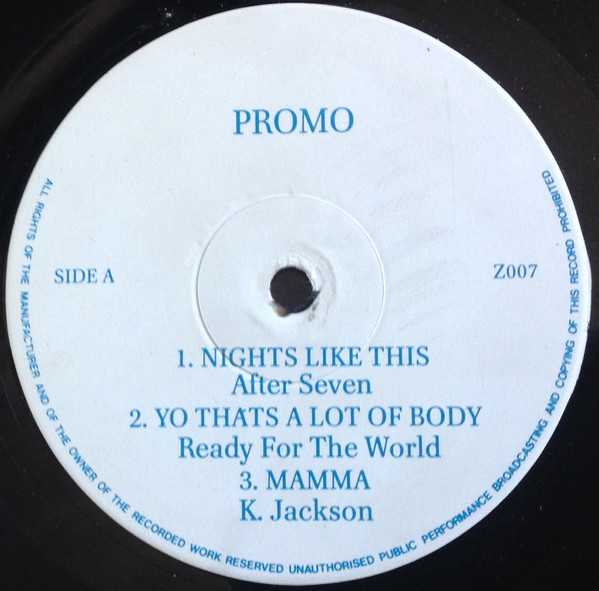 PROMO
SIDE A
Z007
1. NIGHTS LIKE THIS
After Seven
2. YO THATS A LOT OF BODY
Ready For The World
3. MAMMA
K. Jackson
ALL RIGHTS OF THE MANUFACTURER AND OF THE OWNER OF THE RECORDED WORK RESERVED UNAUTHORISED PUBLIC PERFORMANCE BROADCASTING AND COPYING OF THIS RECORD PROHIBITED